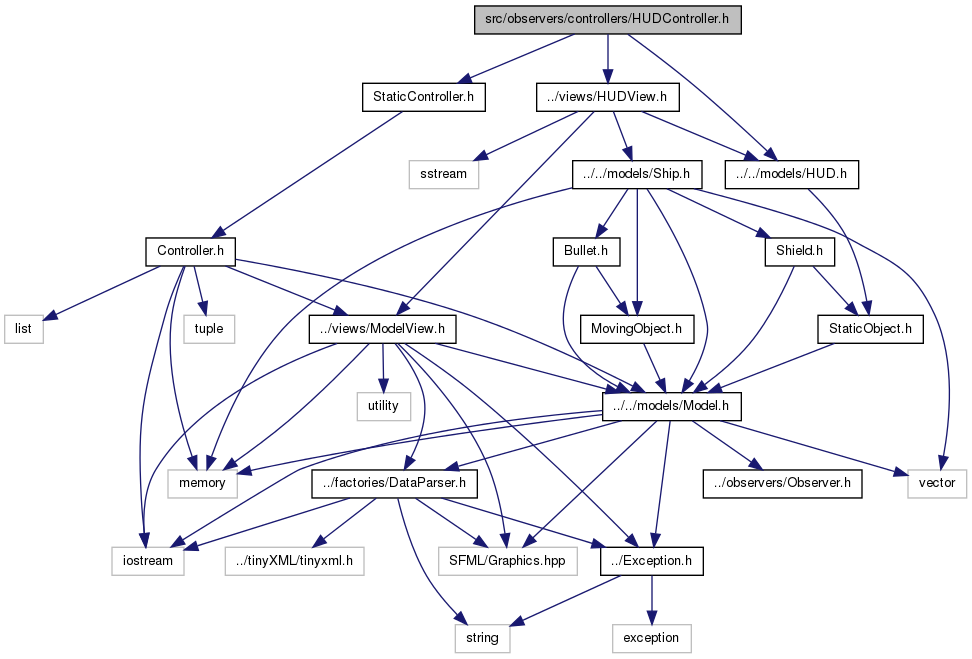 src/observers/controllers/HUDController.h
StaticController.h
../views/HUDView.h
sstream
../../models/Ship.h
../../models/HUD.h
Controller.h
Bullet.h
Shield.h
list
tuple
../views/ModelView.h
MovingObject.h
StaticObject.h
utility
../../models/Model.h
memory
../factories/DataParser.h
../observers/Observer.h
vector
iostream
../tinyXML/tinyxml.h
SFML/Graphics.hpp
../Exception.h
string
exception